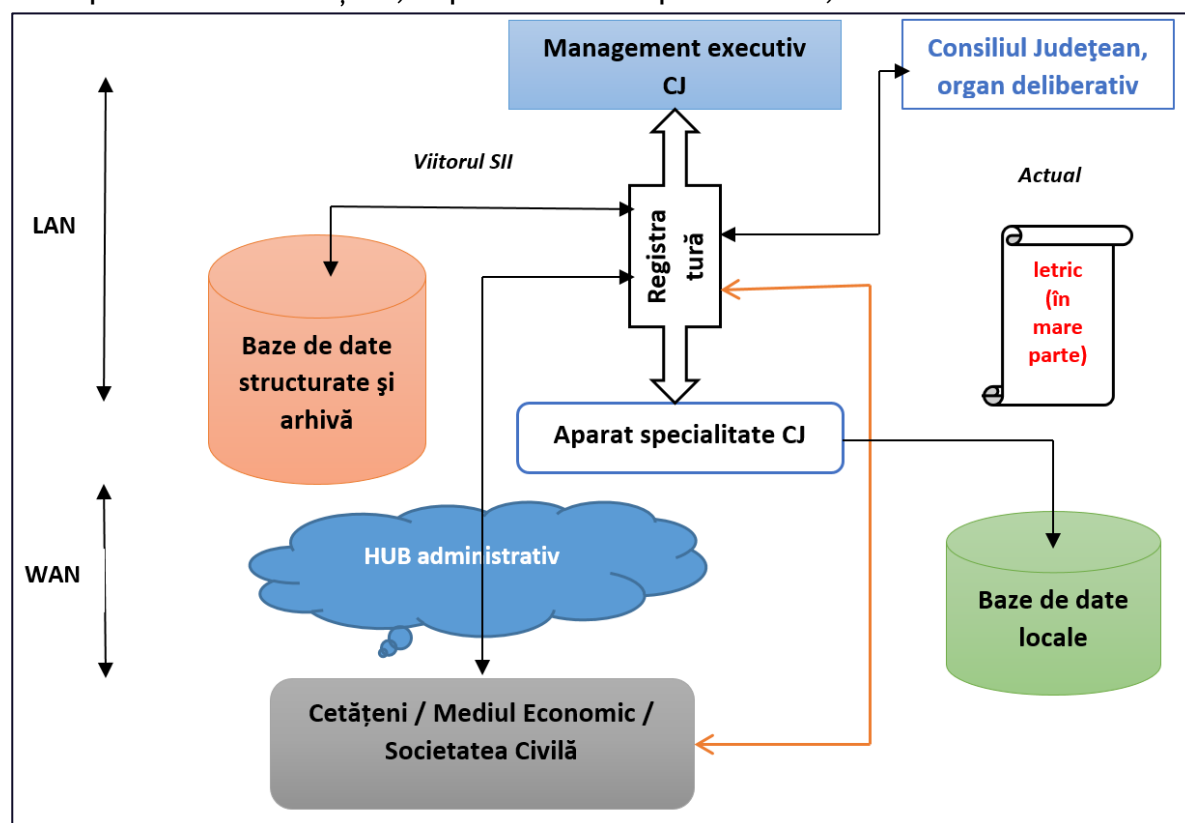 Management executiv
CJ
Consiliul Judeţean,
organ deliberativ
Viitorul SII
Actual
LAN
Registra
tură
letric
(în
mare
parte)
Baze de date
structurate şi
arhivă
Aparat specialitate CJ
HUB administrativ
WAN
Baze de date
locale
Cetățeni / Mediul Economic /
Societatea Civilă